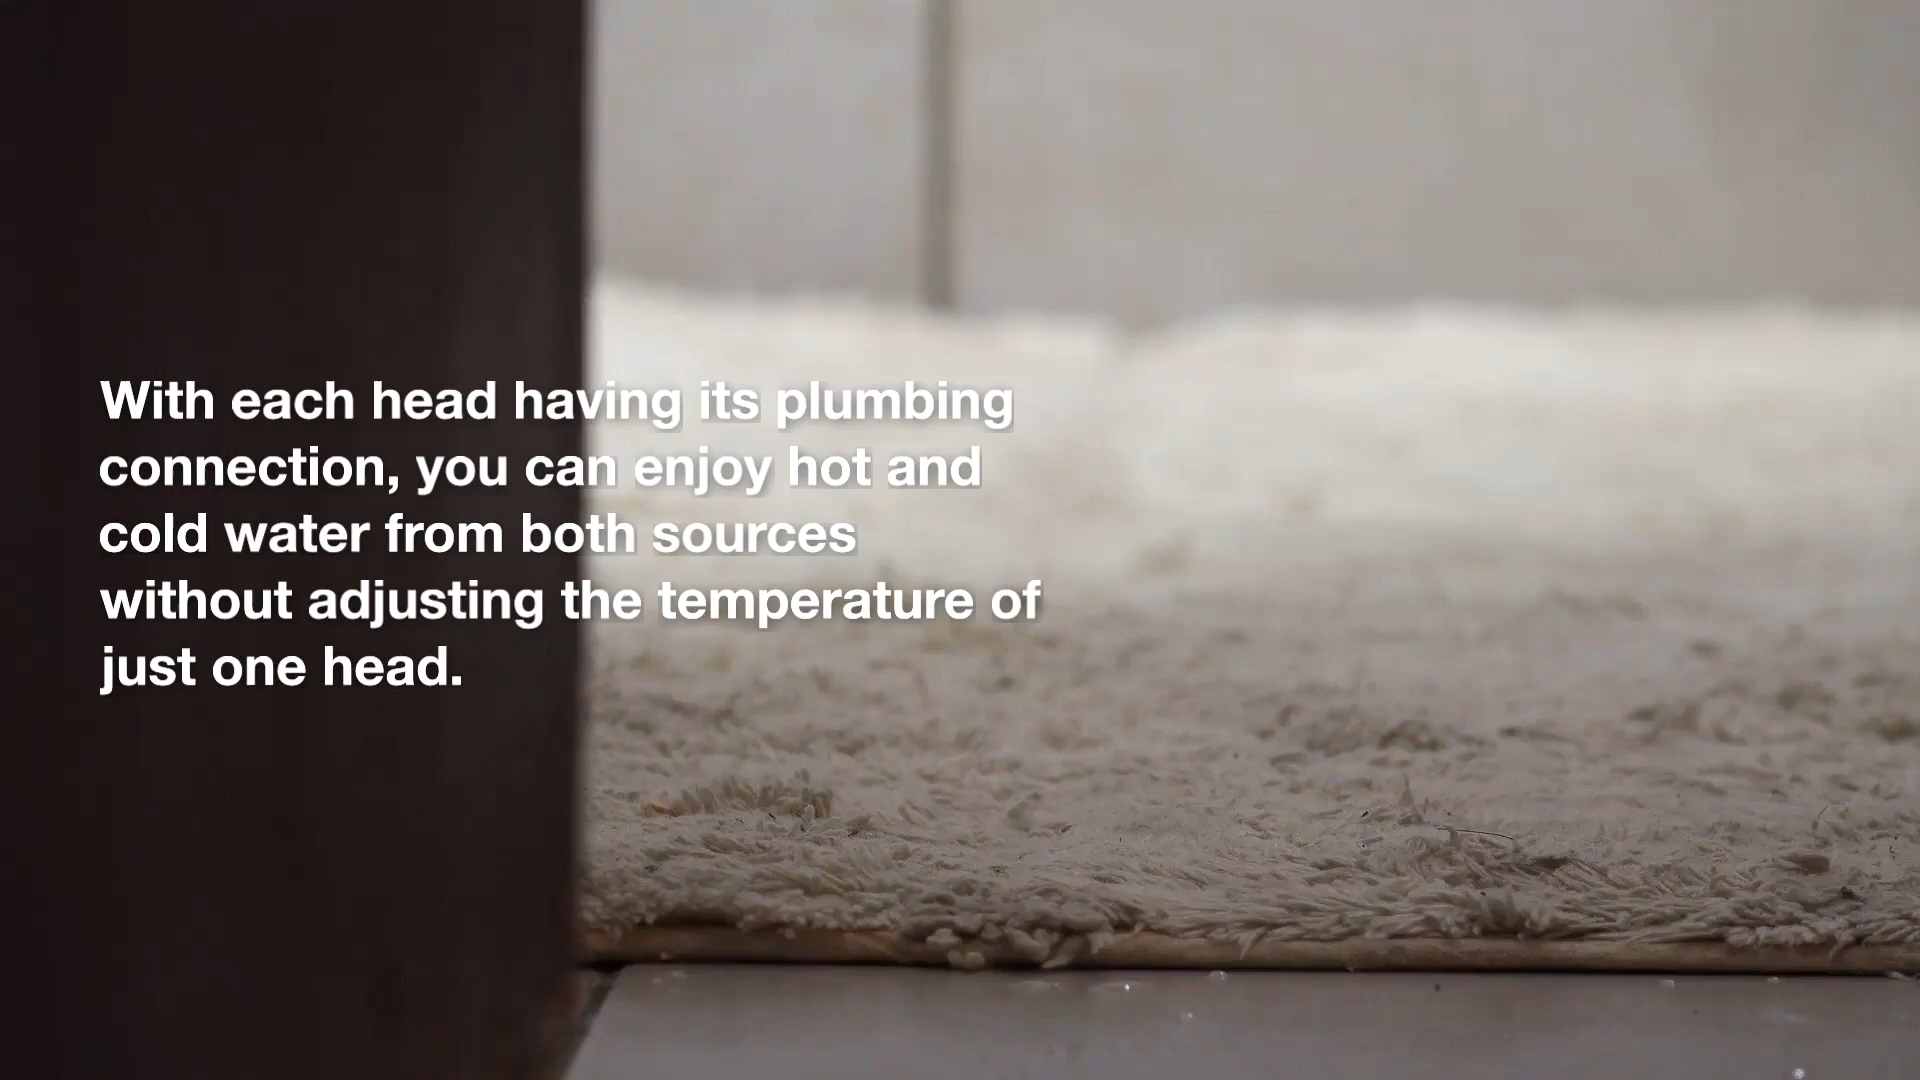 With each head having its plumbing
connection, you can enjoy hot and
cold water from both sources
without adjusting the temperature of
just one head.